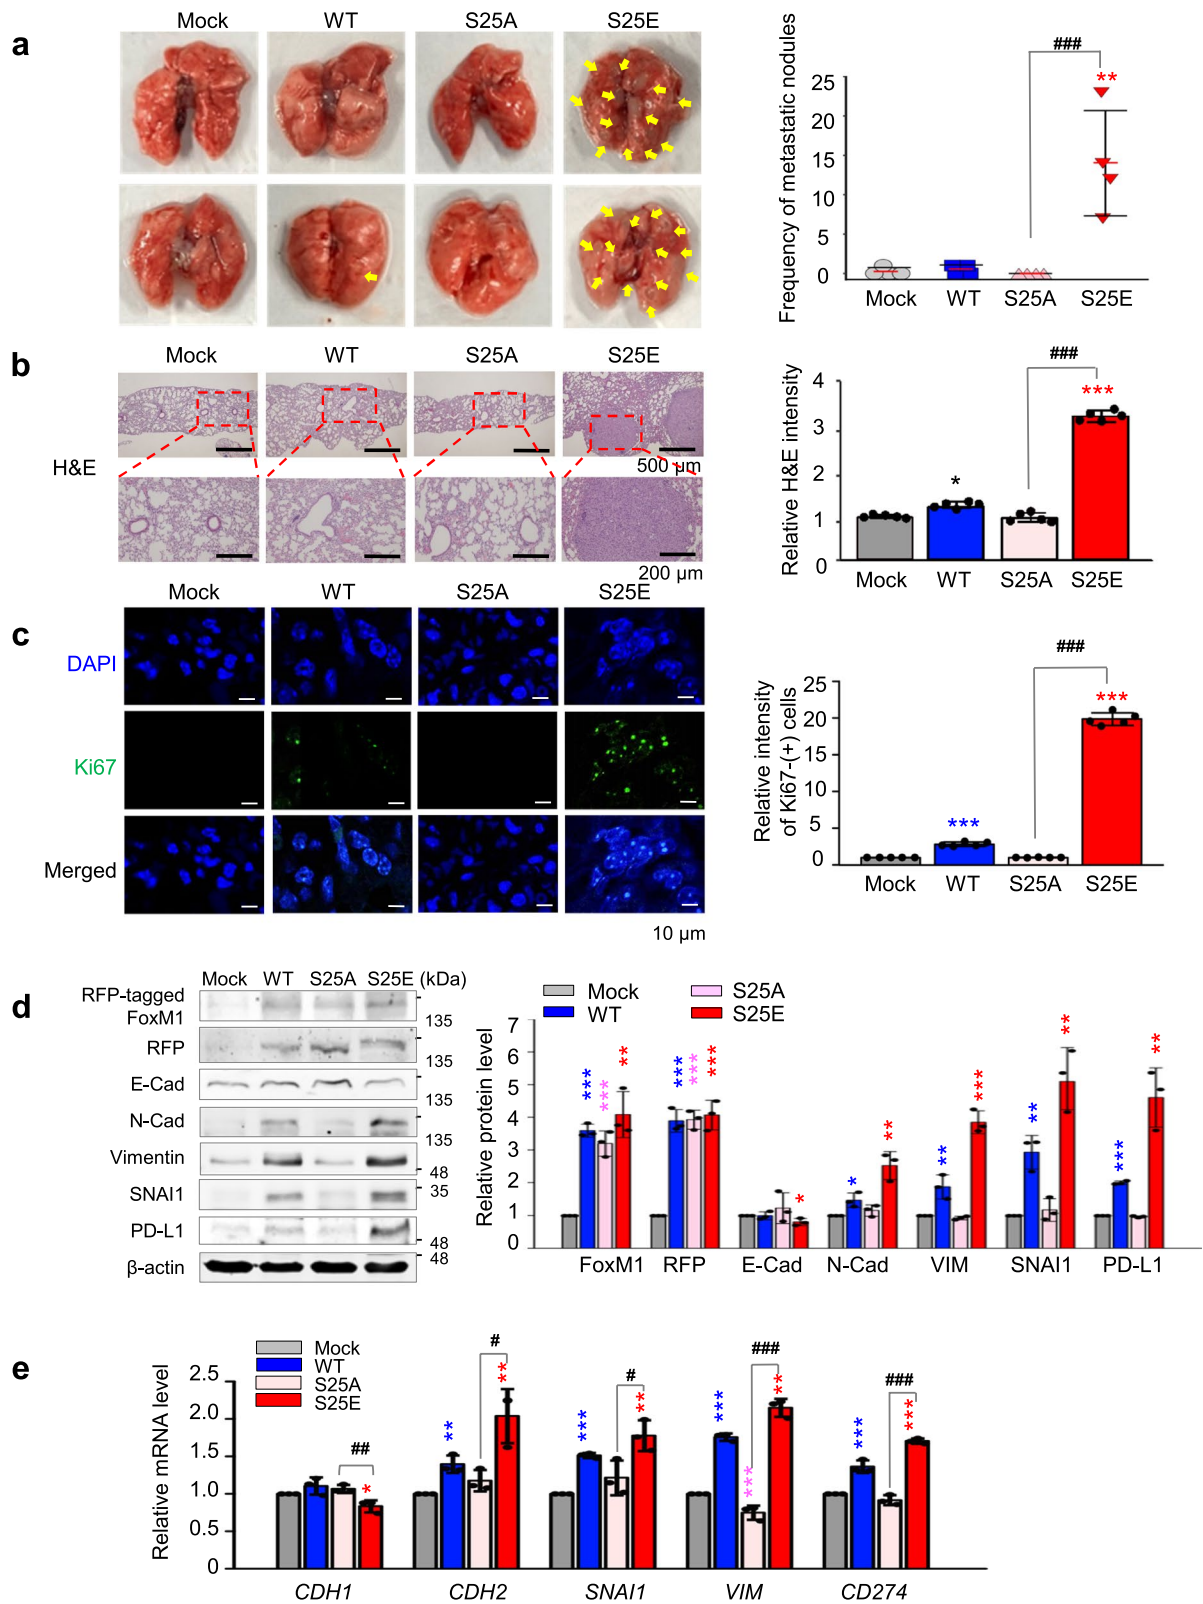 a
Mock WT S25A S25E
Frequency of metastatic nodules
25
20
15
10
5
0
###
**
Mock WT S25A S25E
b
Mock WT S25A S25E
H&E
500 µm
200 µm
Relative H&E intensity
4
3
2
1
0
*
###
***
Mock WT S25A S25E
c
Mock WT S25A S25E
DAPI
Ki67
Merged
10 µm
Relative intensity
of Ki67-(+) cells
25
20
15
10
5
0
***
###
***
Mock WT S25A S25E
d
Mock WT S25A S25E (kDa)
RFP-tagged
FoxM1
135
RFP
135
E-Cad
135
N-Cad
135
Vimentin
48
SNAI1
35
PD-L1
48
β-actin
48
Mock
WT
S25A
S25E
Relative protein level
7
6
5
4
3
2
1
0
*** *** **
*** *** ***
*
* **
** ***
** **
*** **
FoxM1 RFP E-Cad N-Cad VIM SNAI1 PD-L1
e
Mock
WT
S25A
S25E
Relative mRNA level
2.5
2.0
1.5
1.0
0.5
0
## *
** # **
*** # **
*** *** ### **
*** ### ***
CDH1 CDH2 SNAI1 VIM CD274